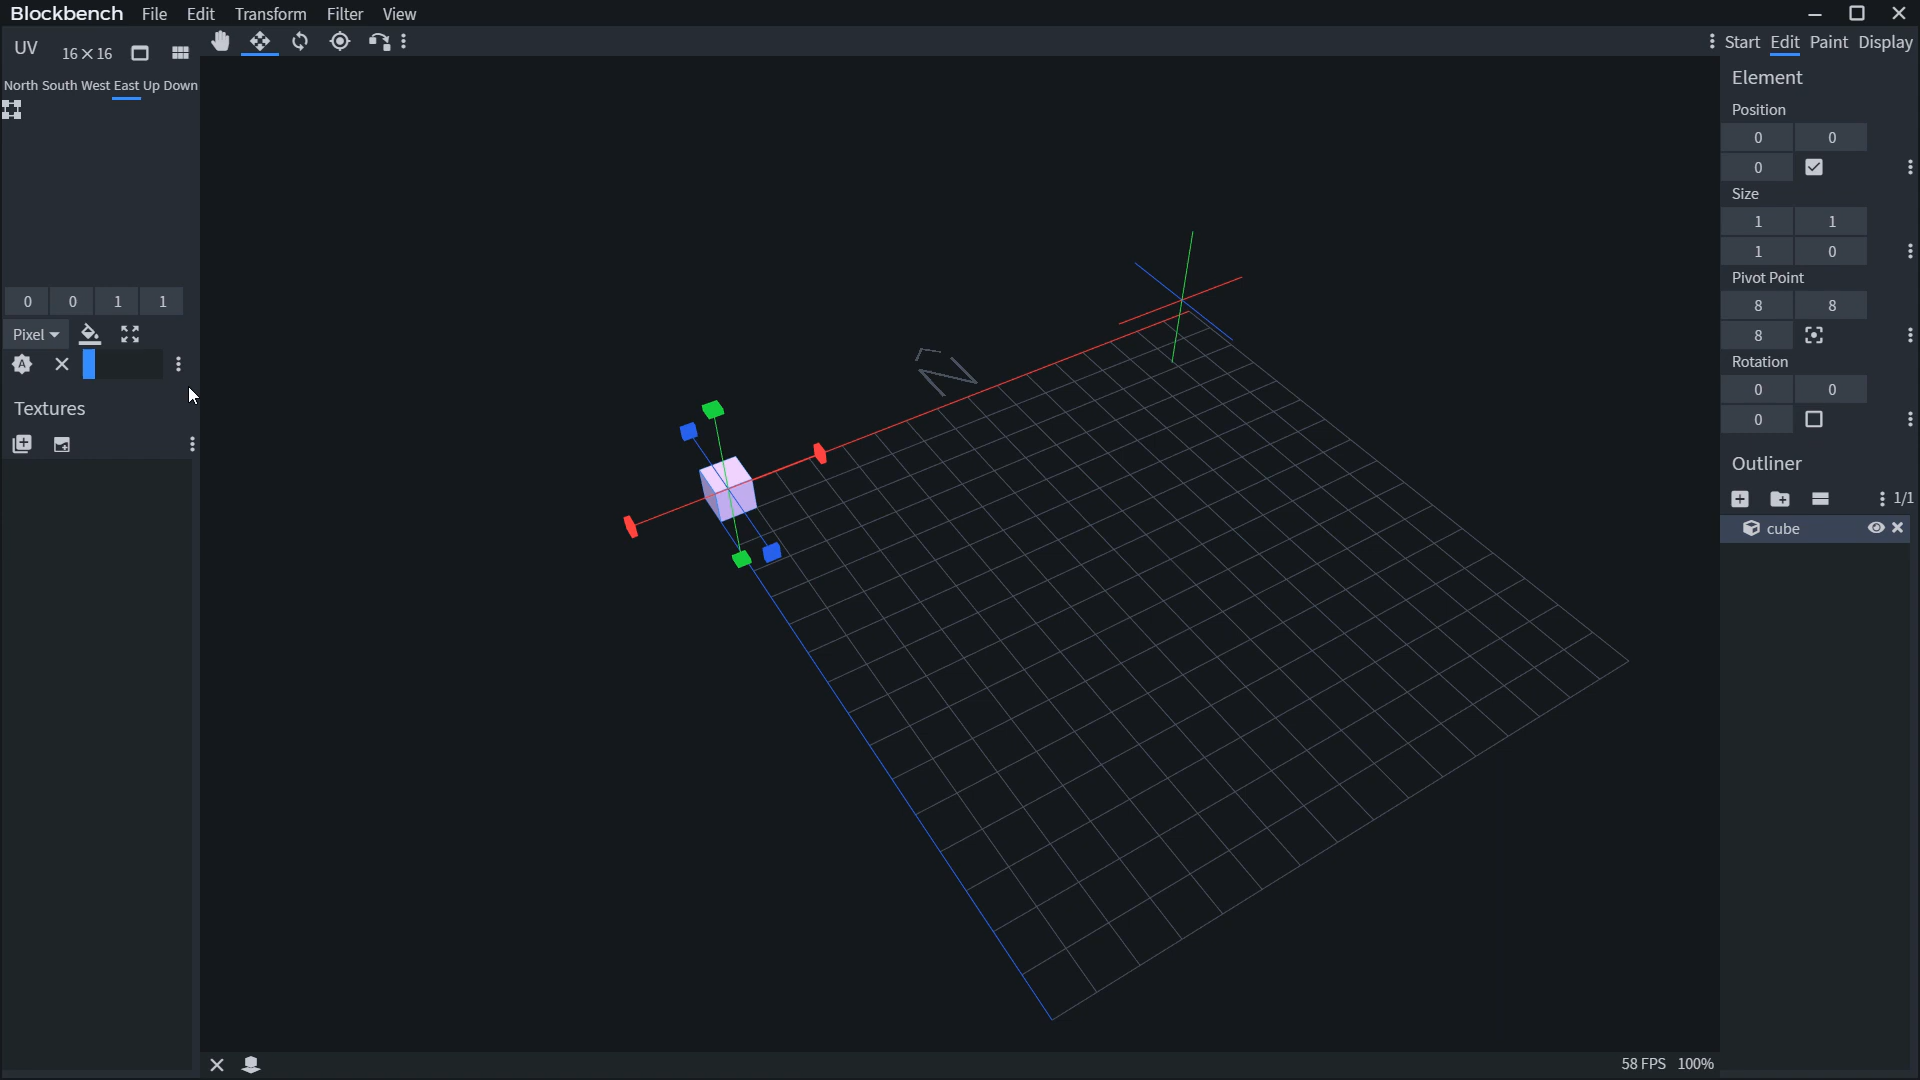 Blockbench File Edit Transform Filter View
UV 16×16
Start Edit Paint Display
North South West East Up Down
0 0 1 1
Pixel
A
Textures
N
Element
Position
0 0
0
Size
1 1
1 0
Pivot Point
8 8
8
Rotation
0 0
0
Outliner
1/1
cube
58 FPS 100%